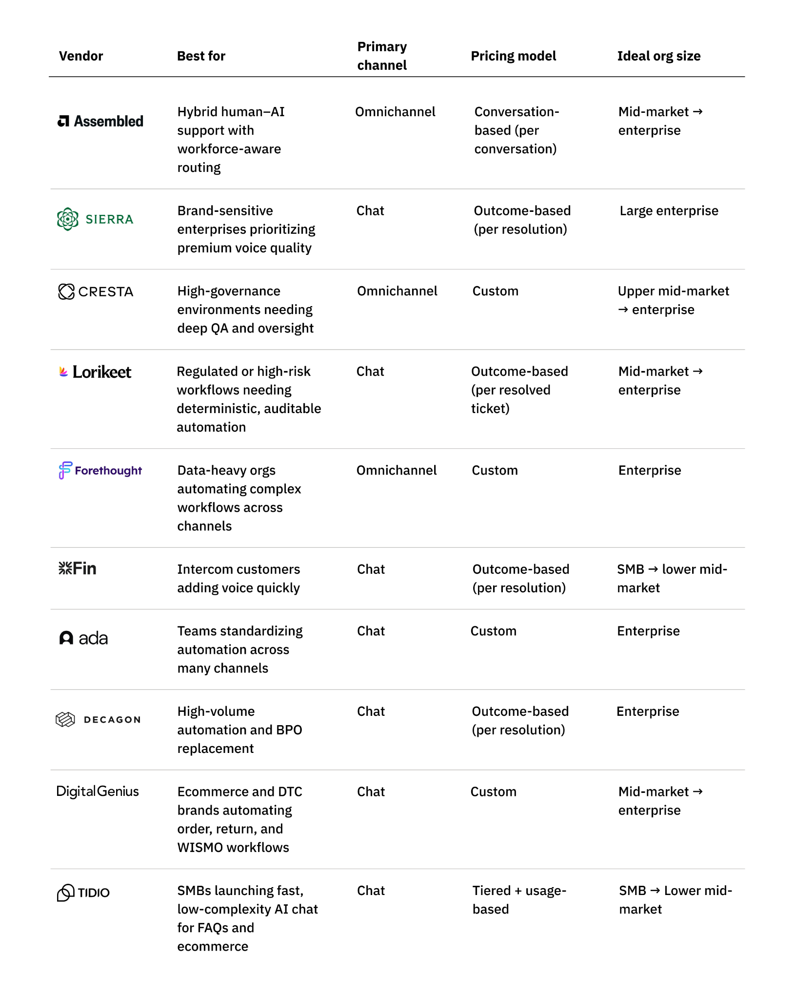 Vendor
Best for
Primary
channel
Pricing model
Ideal org size
Assembled
Hybrid human–AI
support with
workforce-aware
routing
Omnichannel
Conversation-
based (per
conversation)
Mid-market →
enterprise
SIERRA
Brand-sensitive
enterprises prioritizing
premium voice quality
Chat
Outcome-based
(per resolution)
Large enterprise
CRESTA
High-governance
environments needing
deep QA and oversight
Omnichannel
Custom
Upper mid-market
→ enterprise
Lorikeet
Regulated or high-risk
workflows needing
deterministic, auditable
automation
Chat
Outcome-based
(per resolved
ticket)
Mid-market →
enterprise
Forethought
Data-heavy orgs
automating complex
workflows across
channels
Omnichannel
Custom
Enterprise
Fin
Intercom customers
adding voice quickly
Chat
Outcome-based
(per resolution)
SMB → lower mid-
market
ada
Teams standardizing
automation across
many channels
Chat
Custom
Enterprise
DECAGON
High-volume
automation and BPO
replacement
Chat
Outcome-based
(per resolution)
Enterprise
DigitalGenius
Ecommerce and DTC
brands automating
order, return, and
WISMO workflows
Chat
Custom
Mid-market →
enterprise
TIDIO
SMBs launching fast,
low-complexity AI chat
for FAQs and
ecommerce
Chat
Tiered + usage-
based
SMB → Lower mid-
market